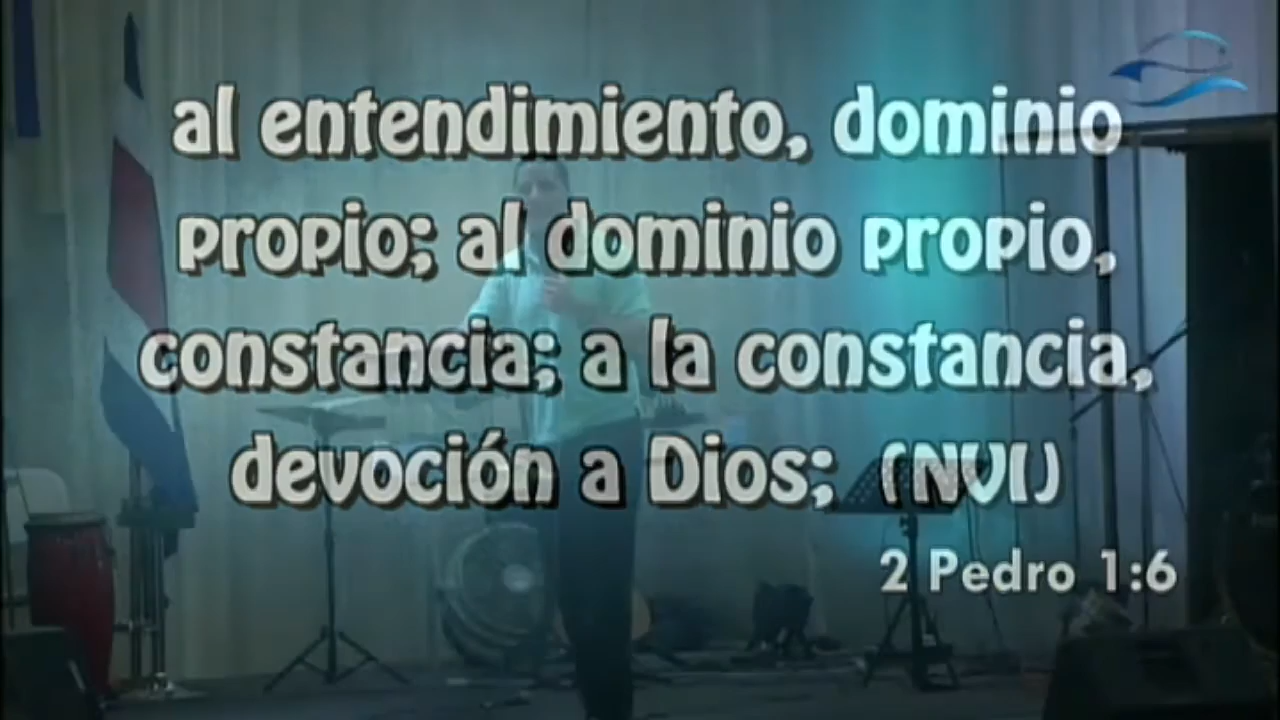 al entendimiento, dominio
propio; al dominio propio,
constancia; a la constancia,
devoción a Dios; (NVI)
2 Pedro 1:6